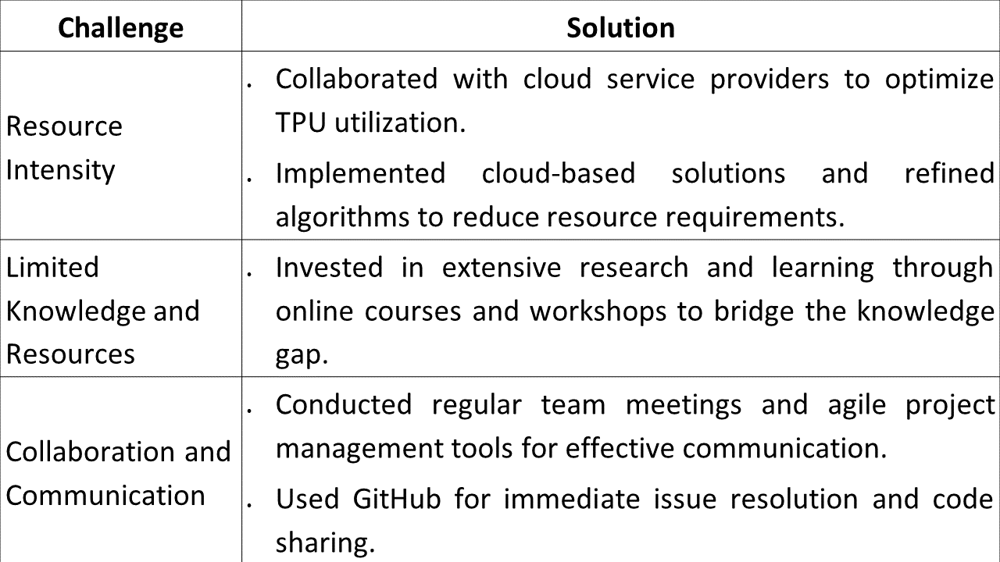 Challenge
Solution
Resource
Intensity
. Collaborated with cloud service providers to optimize
TPU utilization.
. Implemented cloud-based solutions and refined
algorithms to reduce resource requirements.
Limited
Knowledge and
Resources
. Invested in extensive research and learning through
online courses and workshops to bridge the knowledge
gap.
Collaboration and
Communication
. Conducted regular team meetings and agile project
management tools for effective communication.
. Used GitHub for immediate issue resolution and code
sharing.